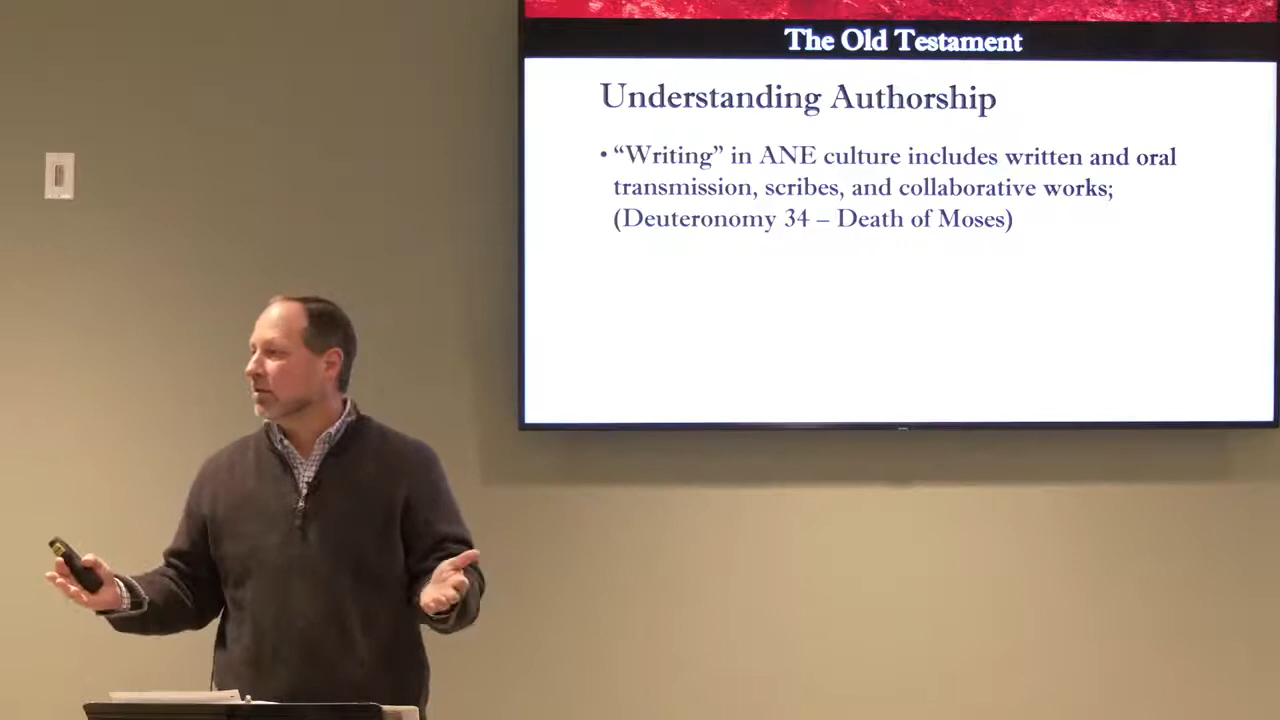 The Old Testament
Understanding Authorship
• “Writing” in ANE culture includes written and oral
transmission, scribes, and collaborative works;
(Deuteronomy 34 – Death of Moses)